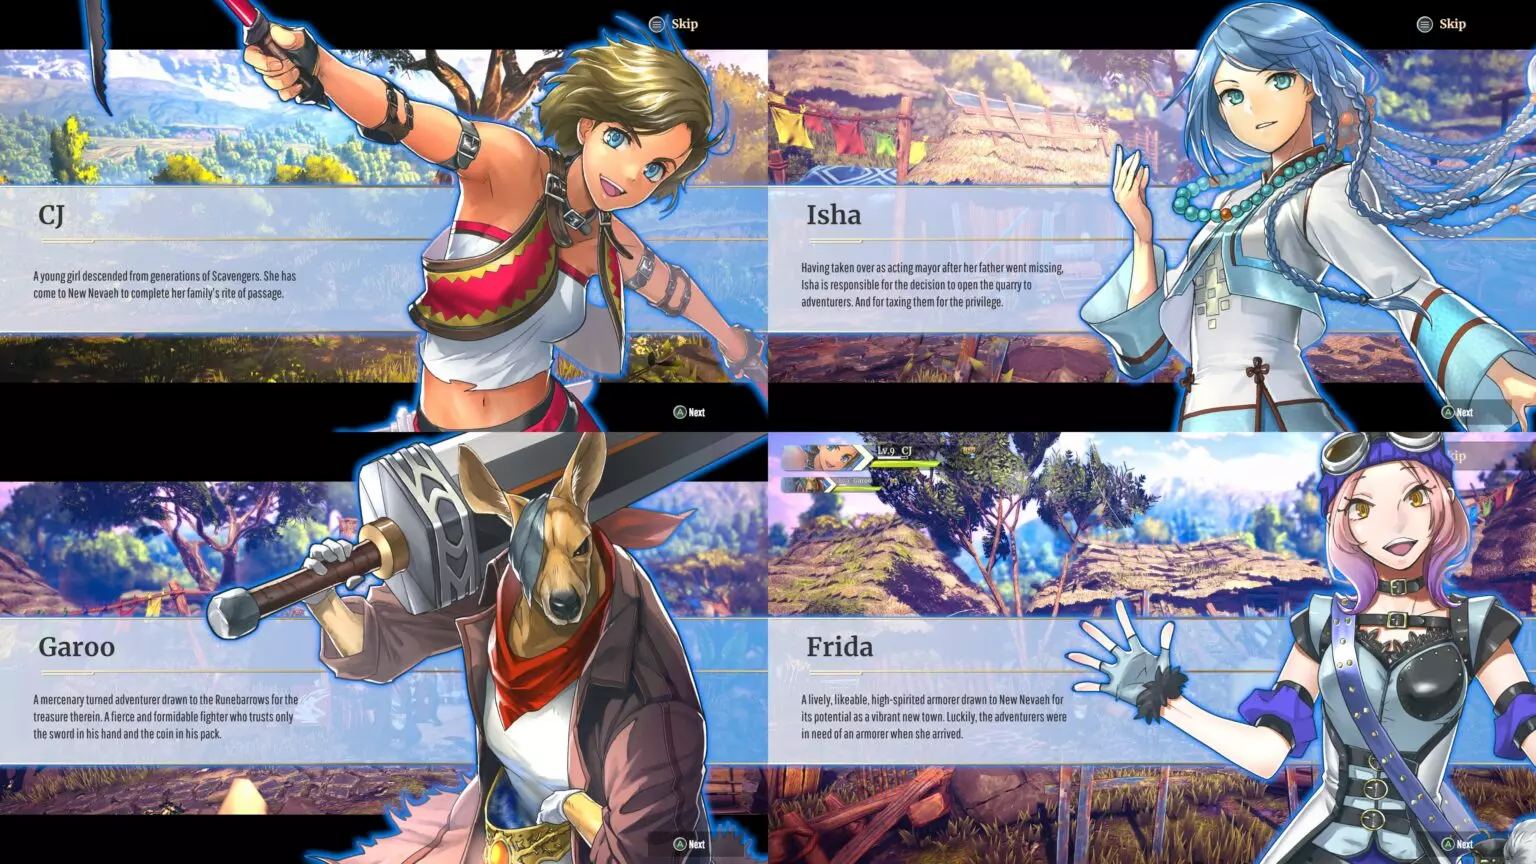 Skip
CJ
A young girl descended from generations of Scavengers. She has
come to New Nevaeh to complete her family's rite of passage.
A Next
Skip
Isha
Having taken over as acting mayor after her father went missing,
Isha is responsible for the decision to open the quarry to
adventurers. And for taxing them for the privilege.
A Next
Garoo
A mercenary turned adventurer drawn to the Runebarrows for the
treasure therein. A fierce and formidable fighter who trusts only
the sword in his hand and the coin in his pack.
A Next
Lv.9 CJ
Garoo
kip
Frida
A lively, likeable, high-spirited armorer drawn to New Nevaeh for
its potential as a vibrant new town. Luckily, the adventurers were
in need of an armorer when she arrived.
A Next